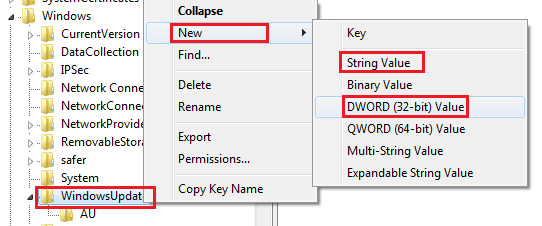 SystemCertificates
Windows
CurrentVersion
DataCollection
IPSec
Network Conne
NetworkConnec
NetworkProvide
RemovableStora
safer
System
WindowsUpdat
AU
Collapse
New
Find...
Delete
Rename
Export
Permissions...
Copy Key Name
Key
String Value
Binary Value
DWORD (32-bit) Value
QWORD (64-bit) Value
Multi-String Value
Expandable String Value